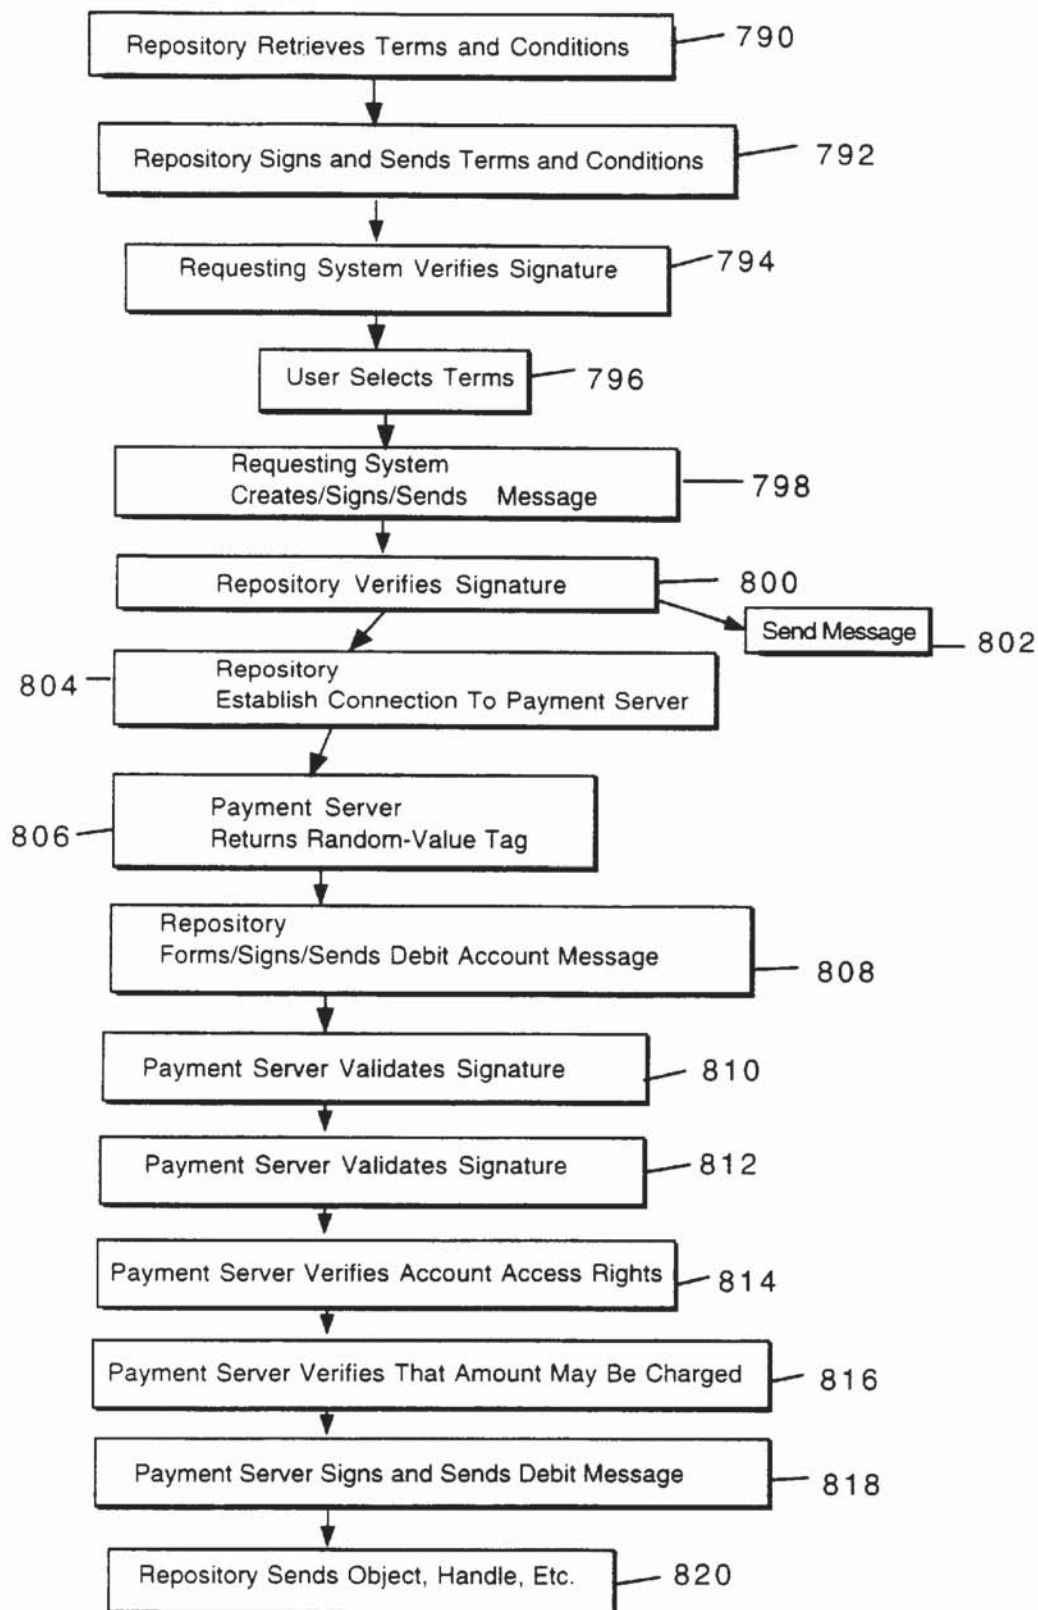 Repository Retrieves Terms and Conditions
790
Repository Signs and Sends Terms and Conditions
792
Requesting System Verifies Signature
794
User Selects Terms
796
Requesting System
Creates/Signs/Sends Message
798
Repository Verifies Signature
800
Send Message
802
804
Repository
Establish Connection To Payment Server
806
Payment Server
Returns Random-Value Tag
Repository
Forms/Signs/Sends Debit Account Message
808
Payment Server Validates Signature
810
Payment Server Validates Signature
812
Payment Server Verifies Account Access Rights
814
Payment Server Verifies That Amount May Be Charged
816
Payment Server Signs and Sends Debit Message
818
Repository Sends Object, Handle, Etc.
820